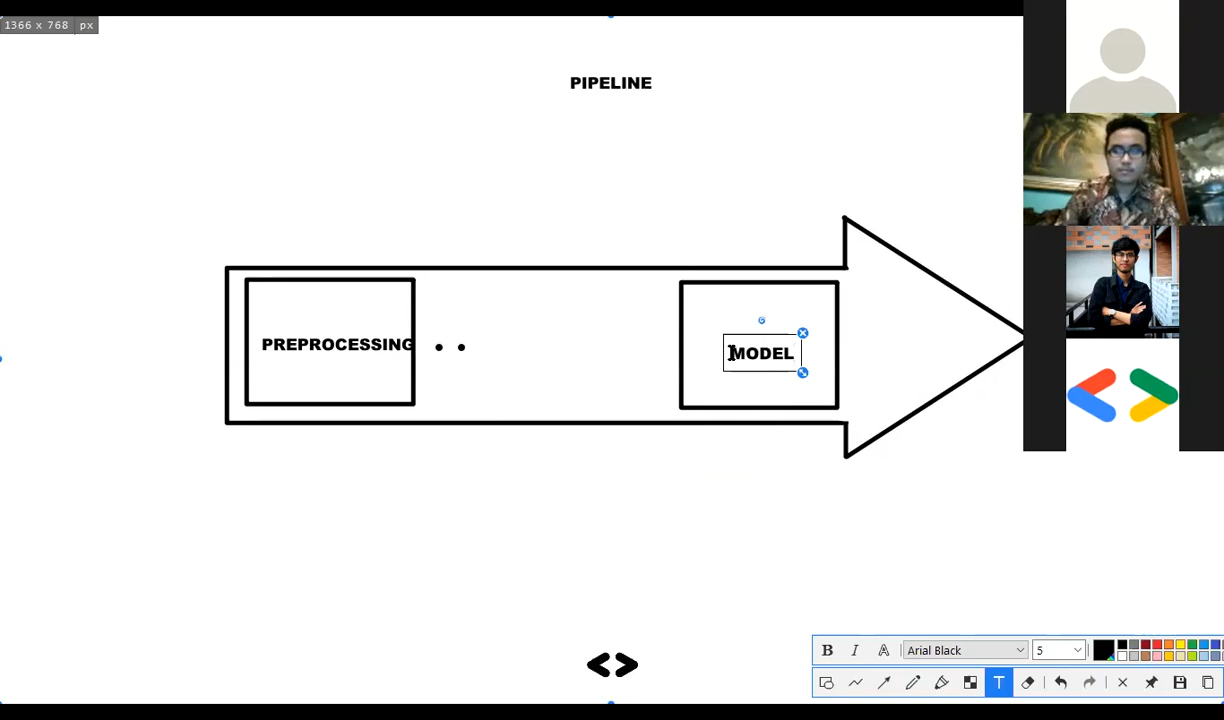 1366 x 768 px
PIPELINE
PREPROCESSING
MODEL
B I A Arial Black 5
T